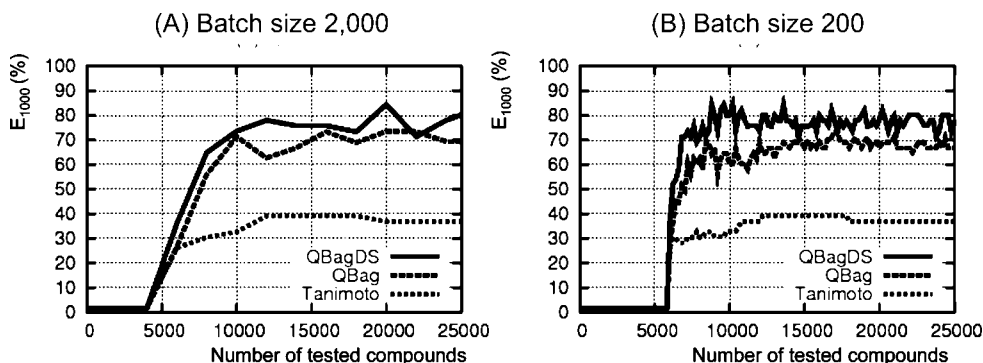 (A) Batch size 2,000
E1000 (%)
100
90
80
70
60
50
40
30
20
10
0
QBagDS
QBag
Tanimoto
0 5000 10000 15000 20000 25000
Number of tested compounds
(B) Batch size 200
E1000 (%)
100
90
80
70
60
50
40
30
20
10
0
QBagDS
QBag
Tanimoto
0 5000 10000 15000 20000 25000
Number of tested compounds